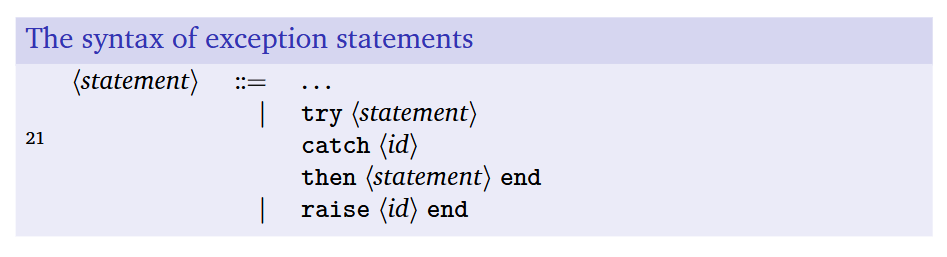 The syntax of exception statements
⟨statement⟩ ::= ...
| try ⟨statement⟩
21
catch ⟨id⟩
then ⟨statement⟩ end
| raise ⟨id⟩ end